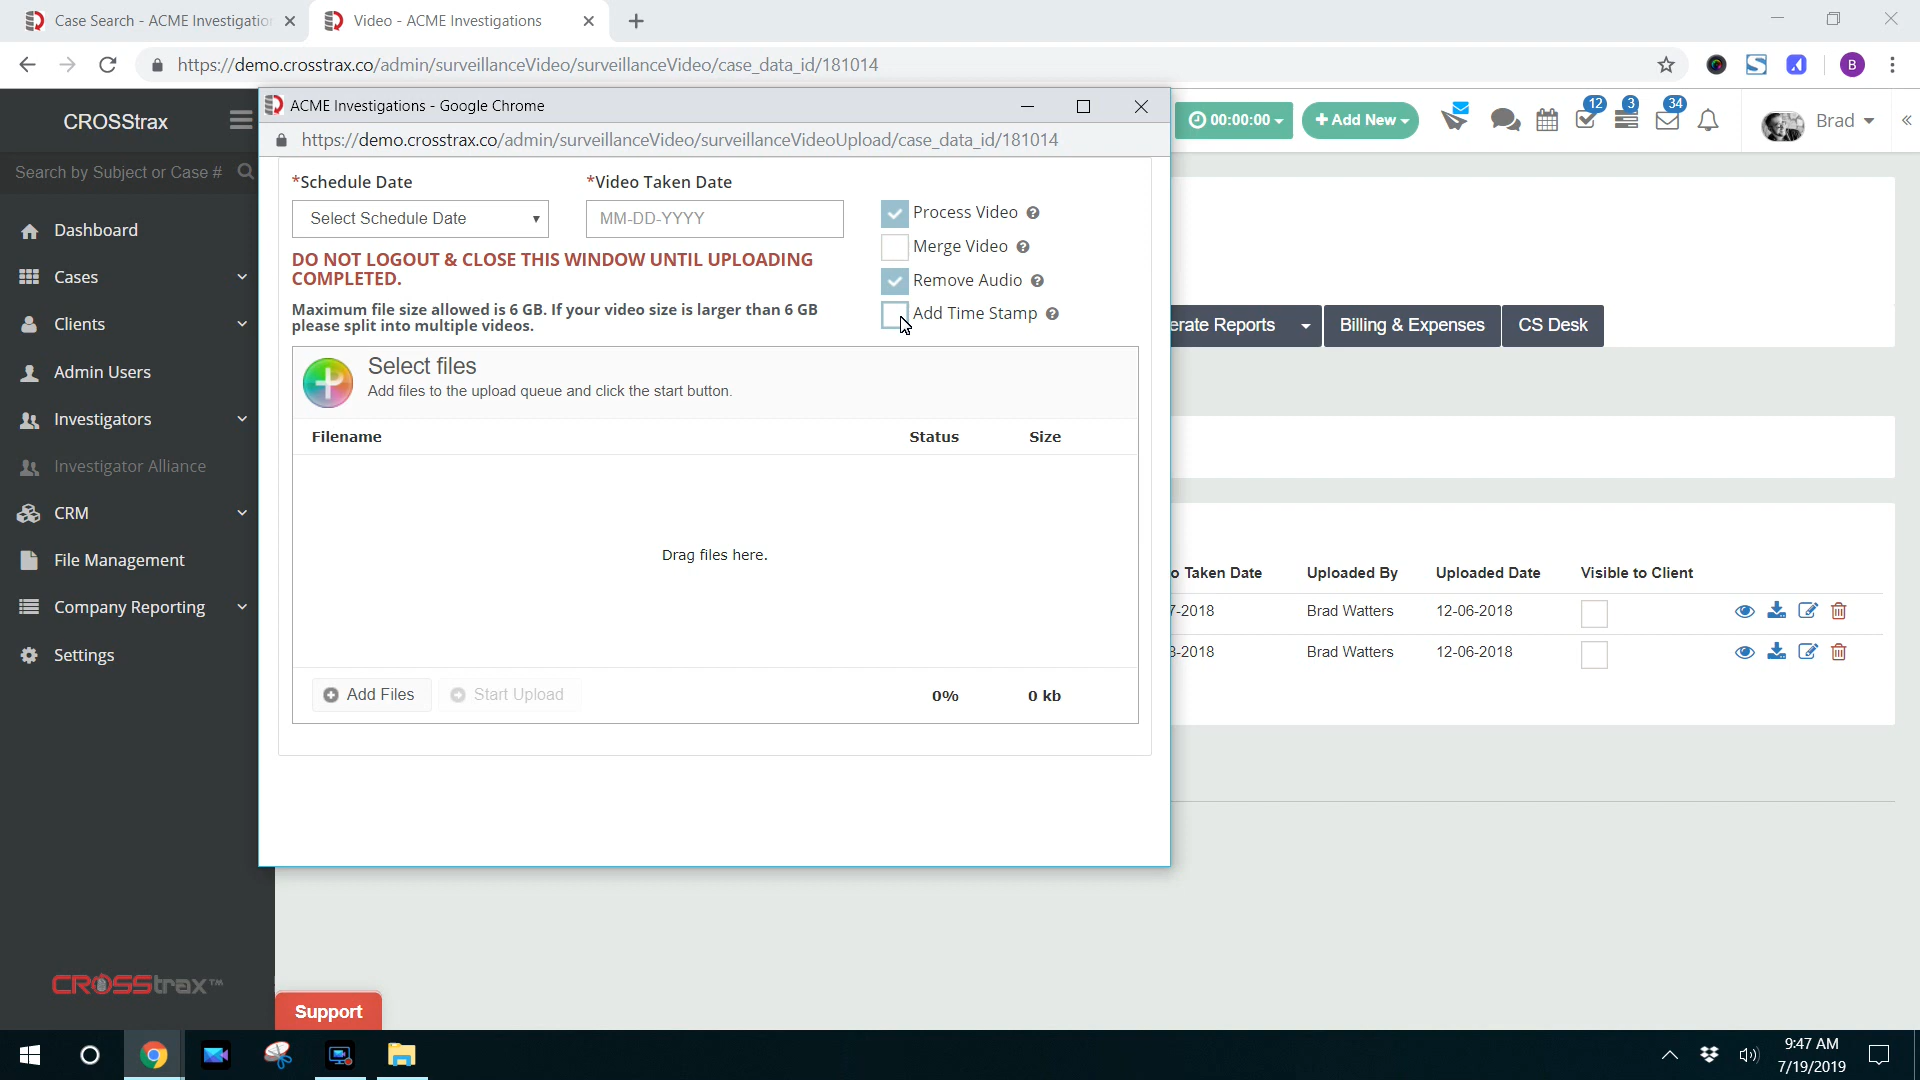 Case Search - ACME Investigation
Video - ACME Investigations
https://demo.crosstrax.co/admin/surveillanceVideo/surveillanceVideo/case_data_id/181014
B
CROSStrax
ACME Investigations - Google Chrome
https://demo.crosstrax.co/admin/surveillanceVideo/surveillanceVideoUpload/case_data_id/181014
00:00:00
+ Add New
12
3
34
Brad
Search by Subject or Case #
Dashboard
Cases
Clients
Admin Users
Investigators
Investigator Alliance
CRM
File Management
Company Reporting
Settings
*Schedule Date
*Video Taken Date
Select Schedule Date
MM-DD-YYYY
Process Video
Merge Video
Remove Audio
Add Time Stamp
DO NOT LOGOUT & CLOSE THIS WINDOW UNTIL UPLOADING
COMPLETED.
Maximum file size allowed is 6 GB. If your video size is larger than 6 GB
please split into multiple videos.
Select files
Add files to the upload queue and click the start button.
Filename
Status
Size
Drag files here.
Add Files
Start Upload
0%
0 kb
erate Reports
Billing & Expenses
CS Desk
o Taken Date
Uploaded By
Uploaded Date
Visible to Client
7-2018
Brad Watters
12-06-2018
8-2018
Brad Watters
12-06-2018
CROSStrax™
Support
9:47 AM
7/19/2019